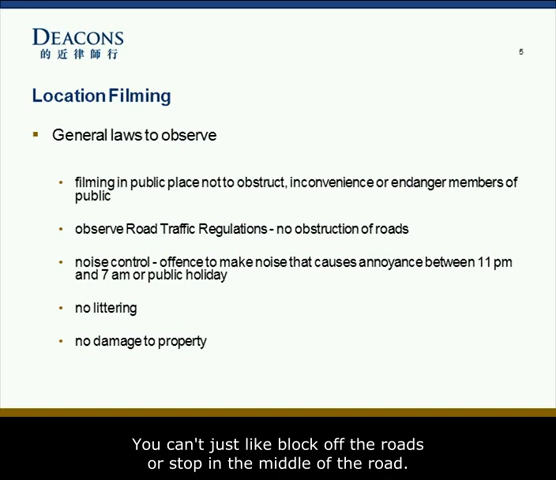 DEACONS
的近律師行
5
Location Filming
General laws to observe
filming in public place not to obstruct, inconvenience or endanger members of
public
observe Road Traffic Regulations - no obstruction of roads
noise control - offence to make noise that causes annoyance between 11 pm
and 7 am or public holiday
no littering
no damage to property
You can't just like block off the roads
or stop in the middle of the road.